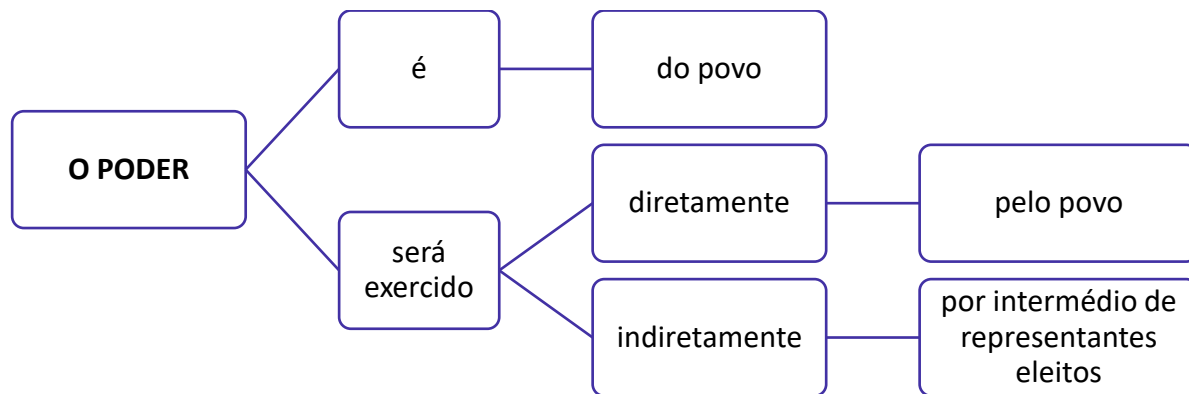 O PODER
é
do povo
será
exercido
diretamente
pelo povo
indiretamente
por intermédio de
representantes
eleitos